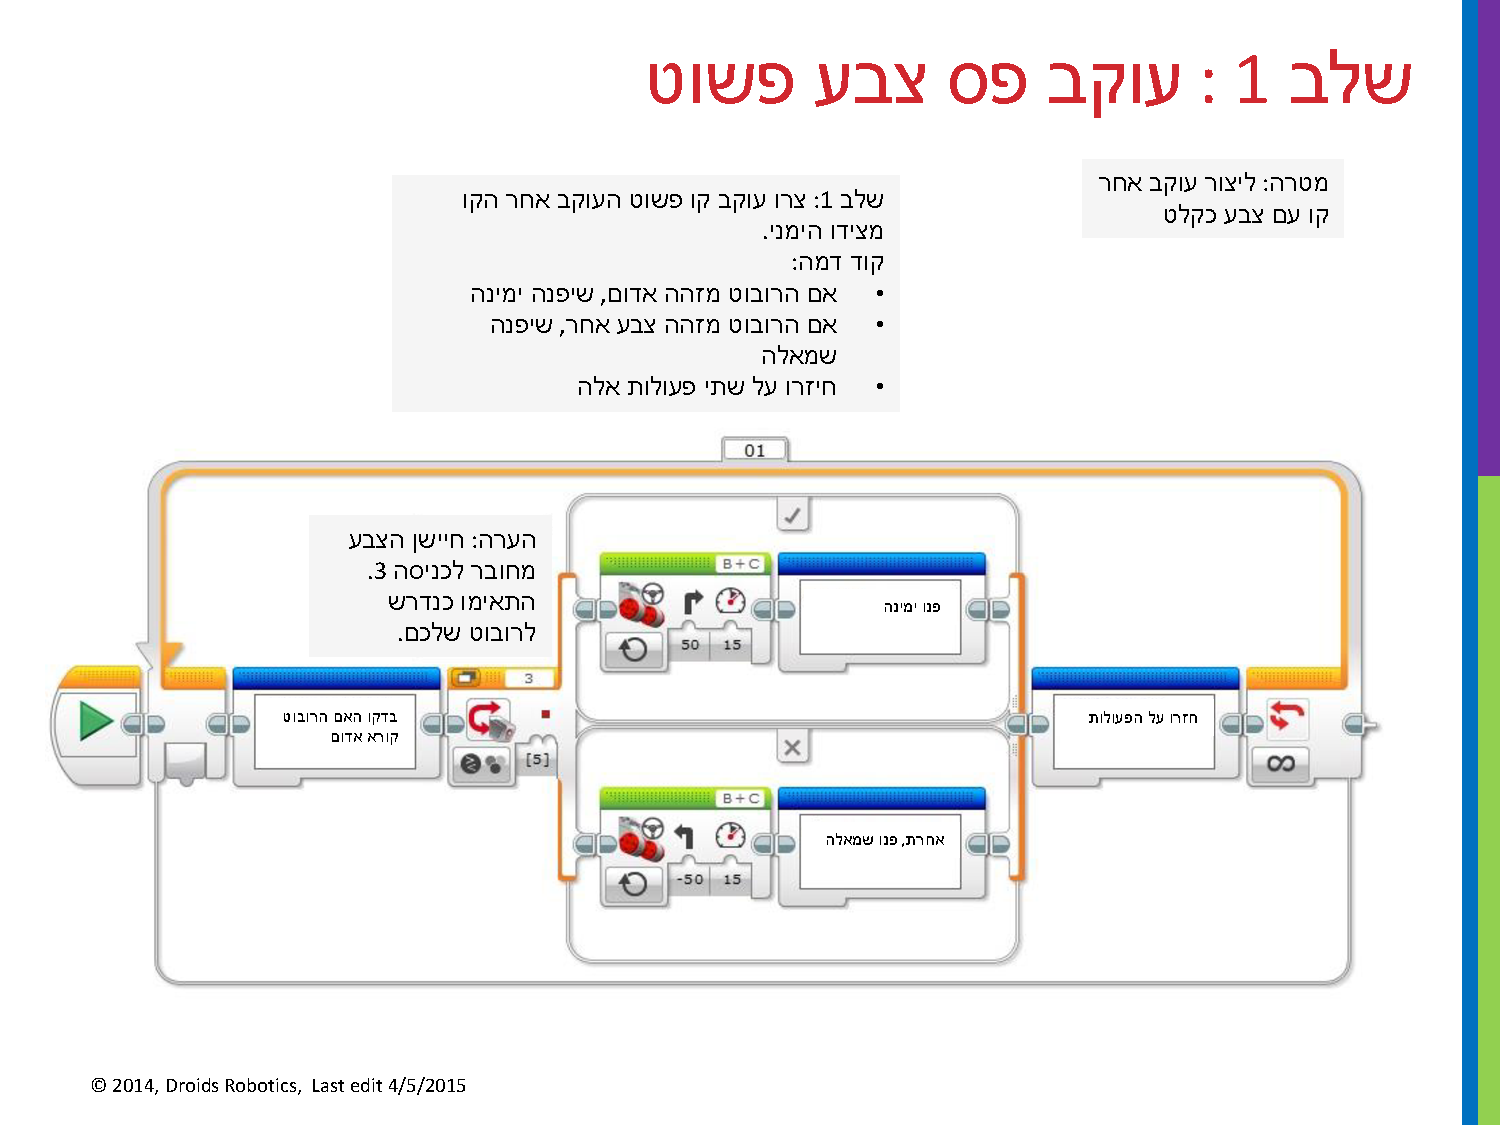 שלב 1 : עוקב פס צבע פשוט
מטרה: ליצור עוקב אחר
קו עם צבע כקלט
שלב 1: צרו עוקב קו פשוט העוקב אחר הקו
מצידו הימני.
קוד דמה:
• אם הרובוט מזהה אדום, שיפנה ימינה
• אם הרובוט מזהה צבע אחר, שיפנה
שמאלה
• חיזרו על שתי פעולות אלה
01
הערה: חיישן הצבע
מחובר לכניסה 3.
התאימו כנדרש
לרובוט שלכם.
B+C
פנו ימינה
50 15
3
בדקו האם הרובוט
קורא אדום
[5]
חזרו על הפעולות
B+C
אחרת, פנו שמאלה
-50 15
© 2014, Droids Robotics, Last edit 4/5/2015